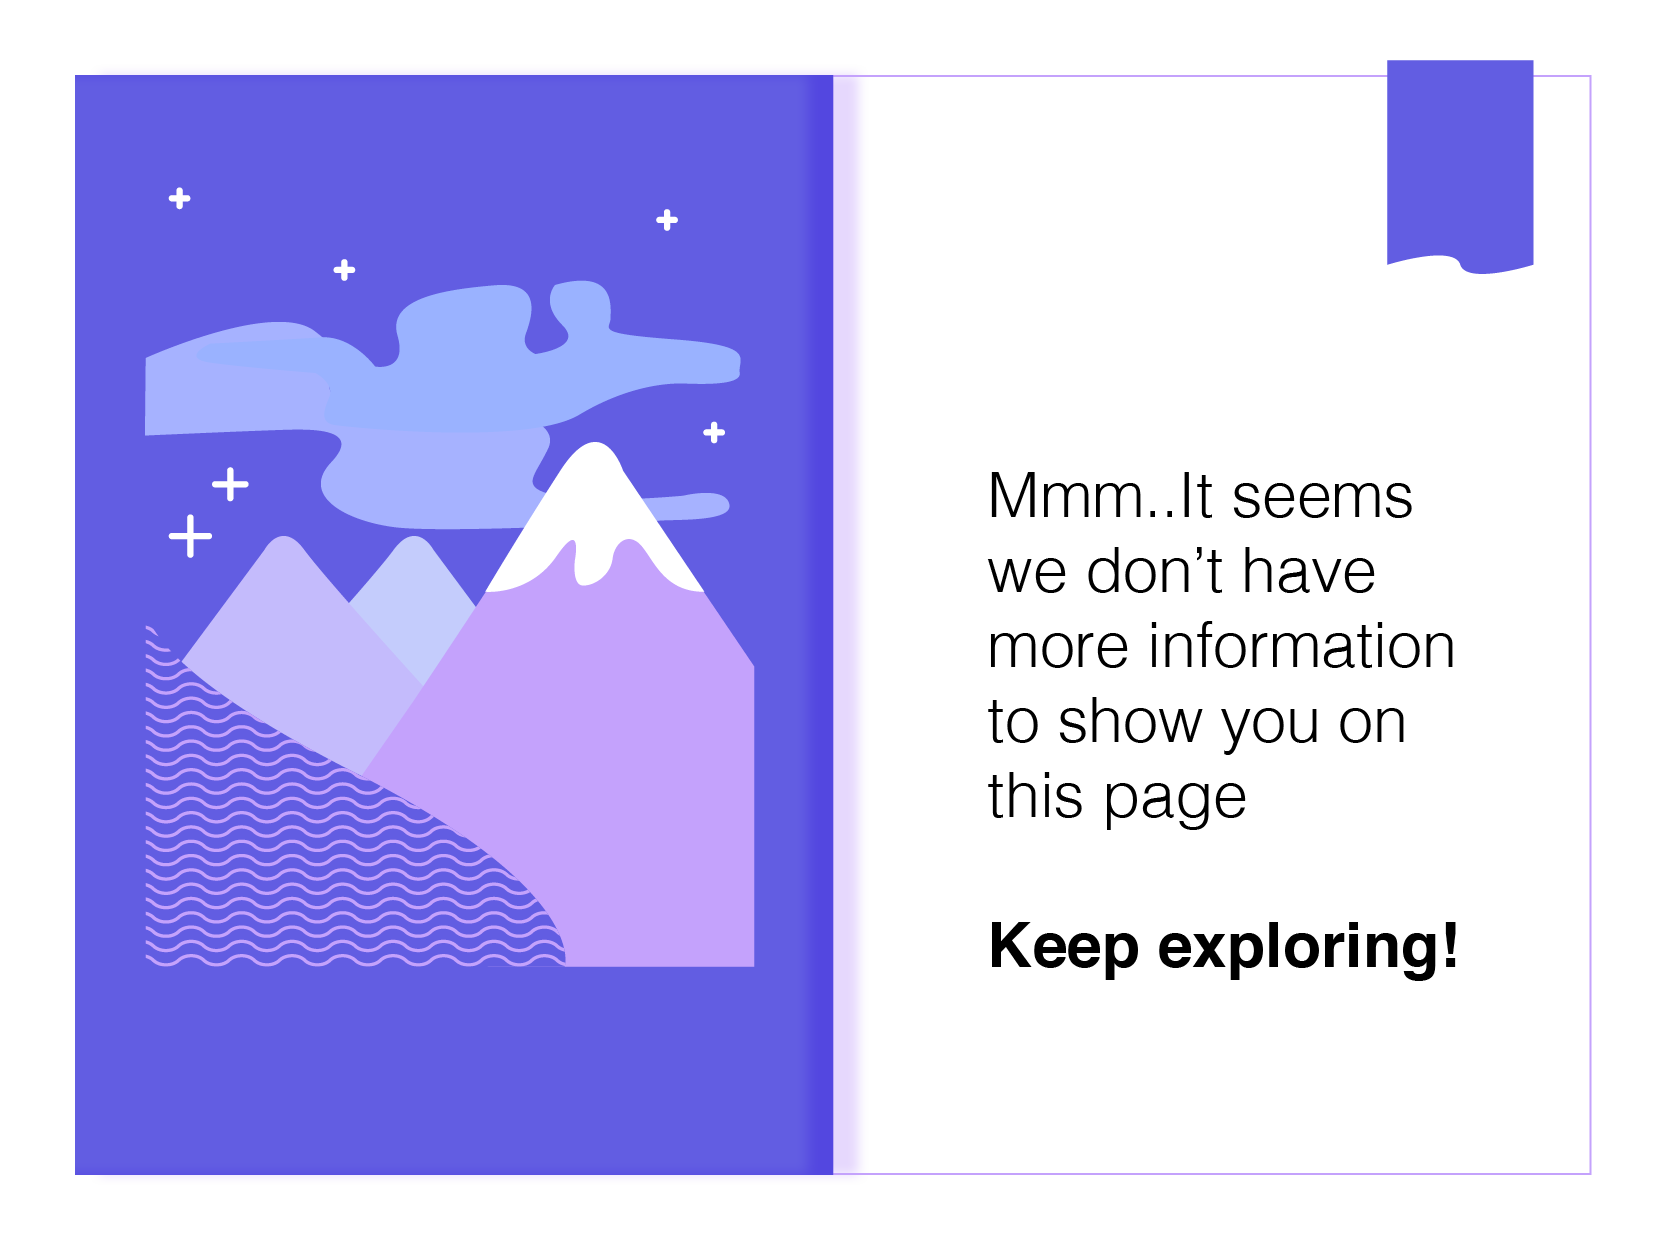 Mmm..It seems
we don’t have
more information
to show you on
this page
Keep exploring!